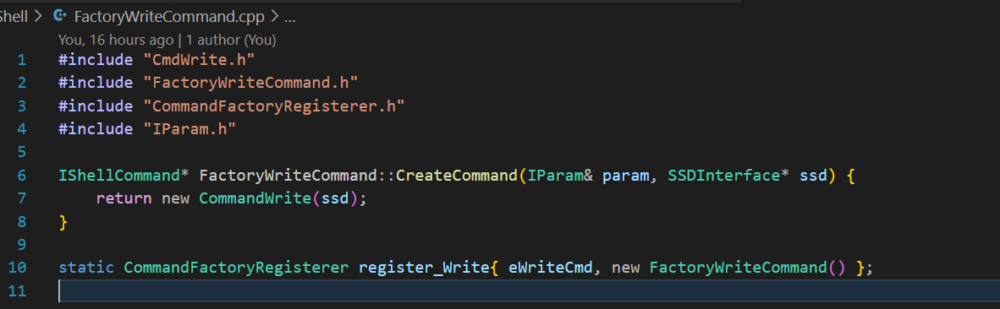 Shell > FactoryWriteCommand.cpp > ...
You, 16 hours ago | 1 author (You)
1 #include "CmdWrite.h"
2 #include "FactoryWriteCommand.h"
3 #include "CommandFactoryRegisterer.h"
4 #include "IParam.h"
5
6 IShellCommand* FactoryWriteCommand::CreateCommand(IParam& param, SSDInterface* ssd) {
7     return new CommandWrite(ssd);
8 }
9
10 static CommandFactoryRegisterer register_Write{ eWriteCmd, new FactoryWriteCommand() };
11